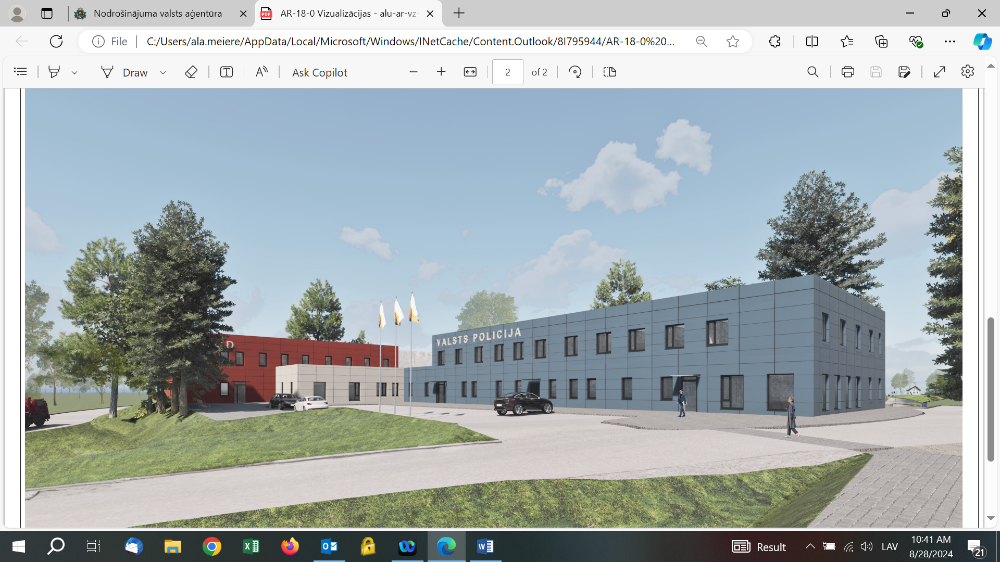 Nodrošinājuma valsts aģentūra
AR-18-0 Vizualizācijas - alu-ar-vz-
File
C:/Users/ala.meiere/AppData/Local/Microsoft/Windows/INetCache/Content.Outlook/8I795944/AR-18-0%20...
Draw
Ask Copilot
2
of 2
D
VALSTS POLICIJA
Result
LAV
10:41 AM
8/28/2024
21